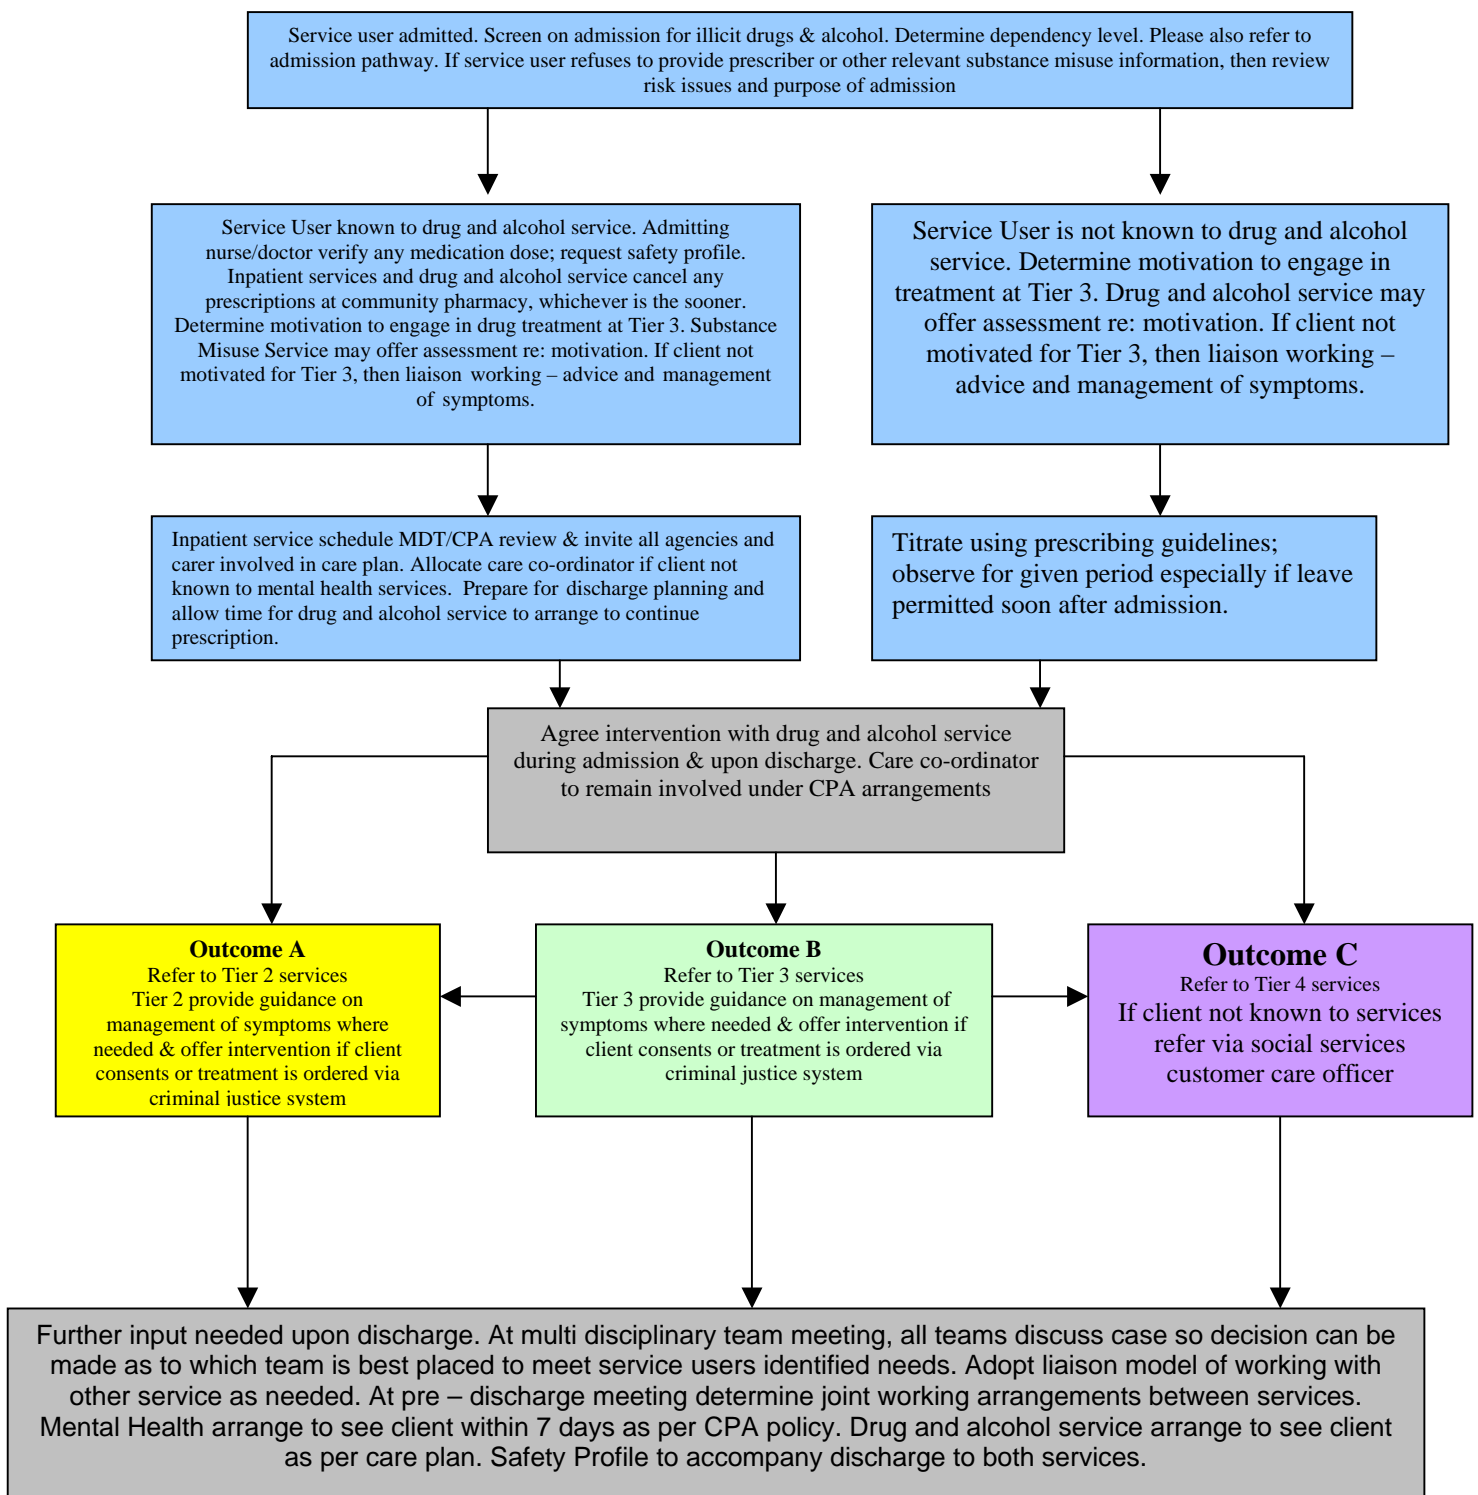 Service user admitted. Screen on admission for illicit drugs & alcohol. Determine dependency level. Please also refer to
admission pathway. If service user refuses to provide prescriber or other relevant substance misuse information, then review
risk issues and purpose of admission
Service User known to drug and alcohol service. Admitting
nurse/doctor verify any medication dose; request safety profile.
Inpatient services and drug and alcohol service cancel any
prescriptions at community pharmacy, whichever is the sooner.
Determine motivation to engage in drug treatment at Tier 3. Substance
Misuse Service may offer assessment re: motivation. If client not
motivated for Tier 3, then liaison working – advice and management
of symptoms.
Service User is not known to drug and alcohol
service. Determine motivation to engage in
treatment at Tier 3. Drug and alcohol service may
offer assessment re: motivation. If client not
motivated for Tier 3, then liaison working –
advice and management of symptoms.
Inpatient service schedule MDT/CPA review & invite all agencies and
carer involved in care plan. Allocate care co-ordinator if client not
known to mental health services. Prepare for discharge planning and
allow time for drug and alcohol service to arrange to continue
prescription.
Titrate using prescribing guidelines;
observe for given period especially if leave
permitted soon after admission.
Agree intervention with drug and alcohol service
during admission & upon discharge. Care co-ordinator
to remain involved under CPA arrangements
Outcome A
Refer to Tier 2 services
Tier 2 provide guidance on
management of symptoms where
needed & offer intervention if client
consents or treatment is ordered via
criminal justice system
Outcome B
Refer to Tier 3 services
Tier 3 provide guidance on management of
symptoms where needed & offer intervention if
client consents or treatment is ordered via
criminal justice system
Outcome C
Refer to Tier 4 services
If client not known to services
refer via social services
customer care officer
Further input needed upon discharge. At multi disciplinary team meeting, all teams discuss case so decision can be
made as to which team is best placed to meet service users identified needs. Adopt liaison model of working with
other service as needed. At pre – discharge meeting determine joint working arrangements between services.
Mental Health arrange to see client within 7 days as per CPA policy. Drug and alcohol service arrange to see client
as per care plan. Safety Profile to accompany discharge to both services.